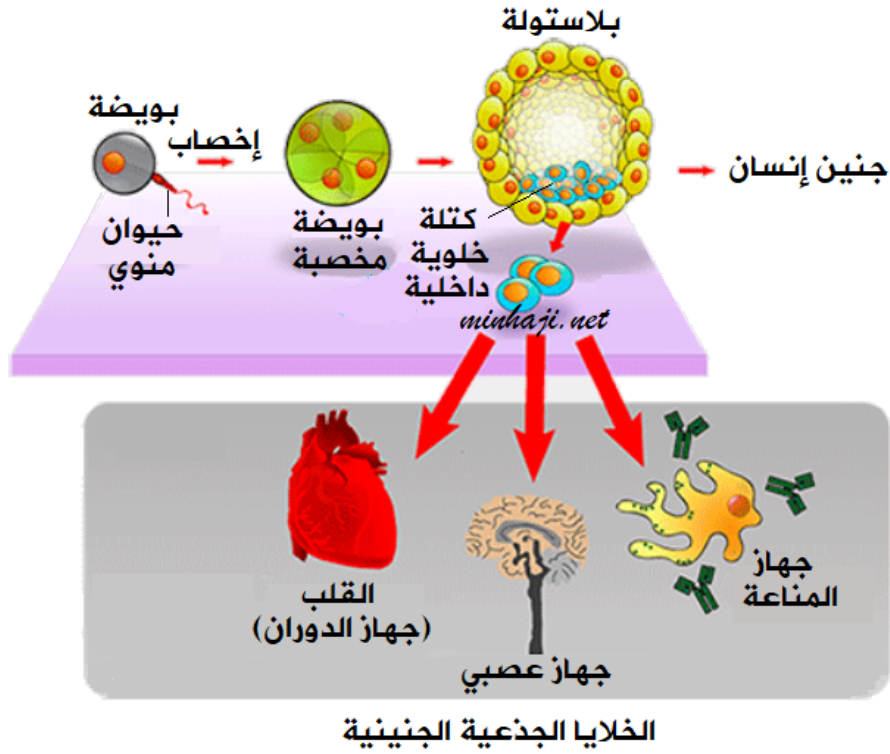 بلاستولة
بويضة
إخصاب
حيوان
منوي
بويضة
مخصبة
كتلة
خلوية
داخلية
جنين إنسان
minhaji.net
القلب
(جهاز الدوران)
جهاز عصبي
جهاز
المناعة
الخلايا الجذعية الجنينية